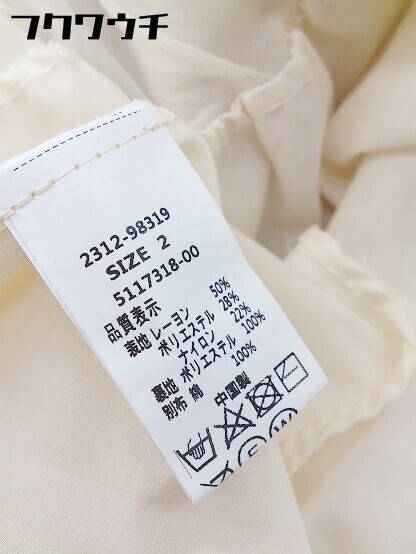 フクワウチ
2312-98319
SIZE 2
5117318-00
品質表示
表地 レーヨン 50%
ポリエステル 28%
ナイロン 22%
裏地 ポリエステル 100%
別布 綿 100%
中国製